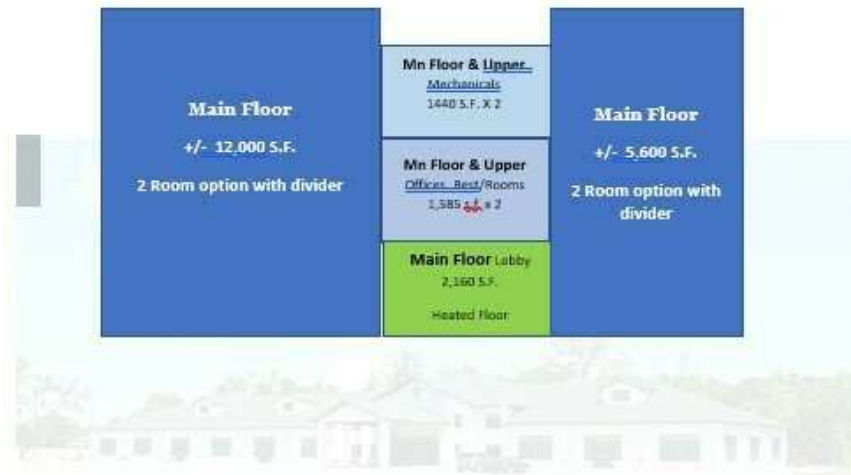 Main Floor
+/- 12,000 S.F.
2 Room option with divider
Mn Floor & Upper
Mechanicals
1440 S.F. X 2
Mn Floor & Upper
Offices Rest/Rooms
1,585 s.f. x 2
Main Floor Lobby
2,160 S.F.
Heated Floor
Main Floor
+/- 5,600 S.F.
2 Room option with
divider